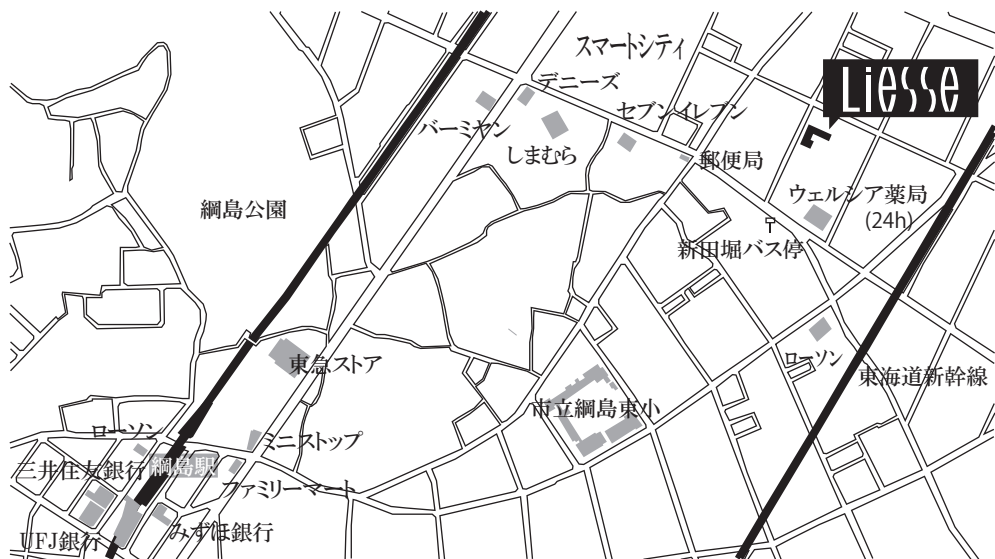 スマートシティ
デニーズ
Liesse
セブンイレブン
バーミヤン
しまむら
郵便局
ウェルシア薬局
(24h)
綱島公園
新田堀バス停
東急ストア
ローソン
東海道新幹線
市立綱島東小
ローソン
ミニストップ
三井住友銀行
綱島駅
ファミリーマート
みずほ銀行
UFJ銀行